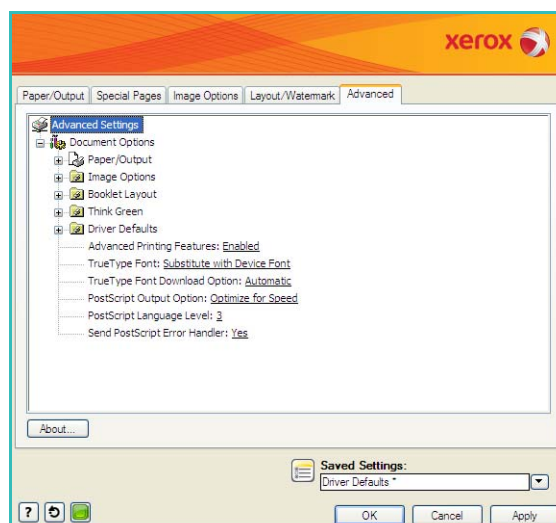 xerox
Paper/Output Special Pages Image Options Layout/Watermark Advanced
Advanced Settings
Document Options
Paper/Output
Image Options
Booklet Layout
Think Green
Driver Defaults
Advanced Printing Features: Enabled
TrueType Font: Substitute with Device Font
TrueType Font Download Option: Automatic
PostScript Output Option: Optimize for Speed
PostScript Language Level: 3
Send PostScript Error Handler: Yes
About...
Saved Settings:
Driver Defaults *
? OK Cancel Apply